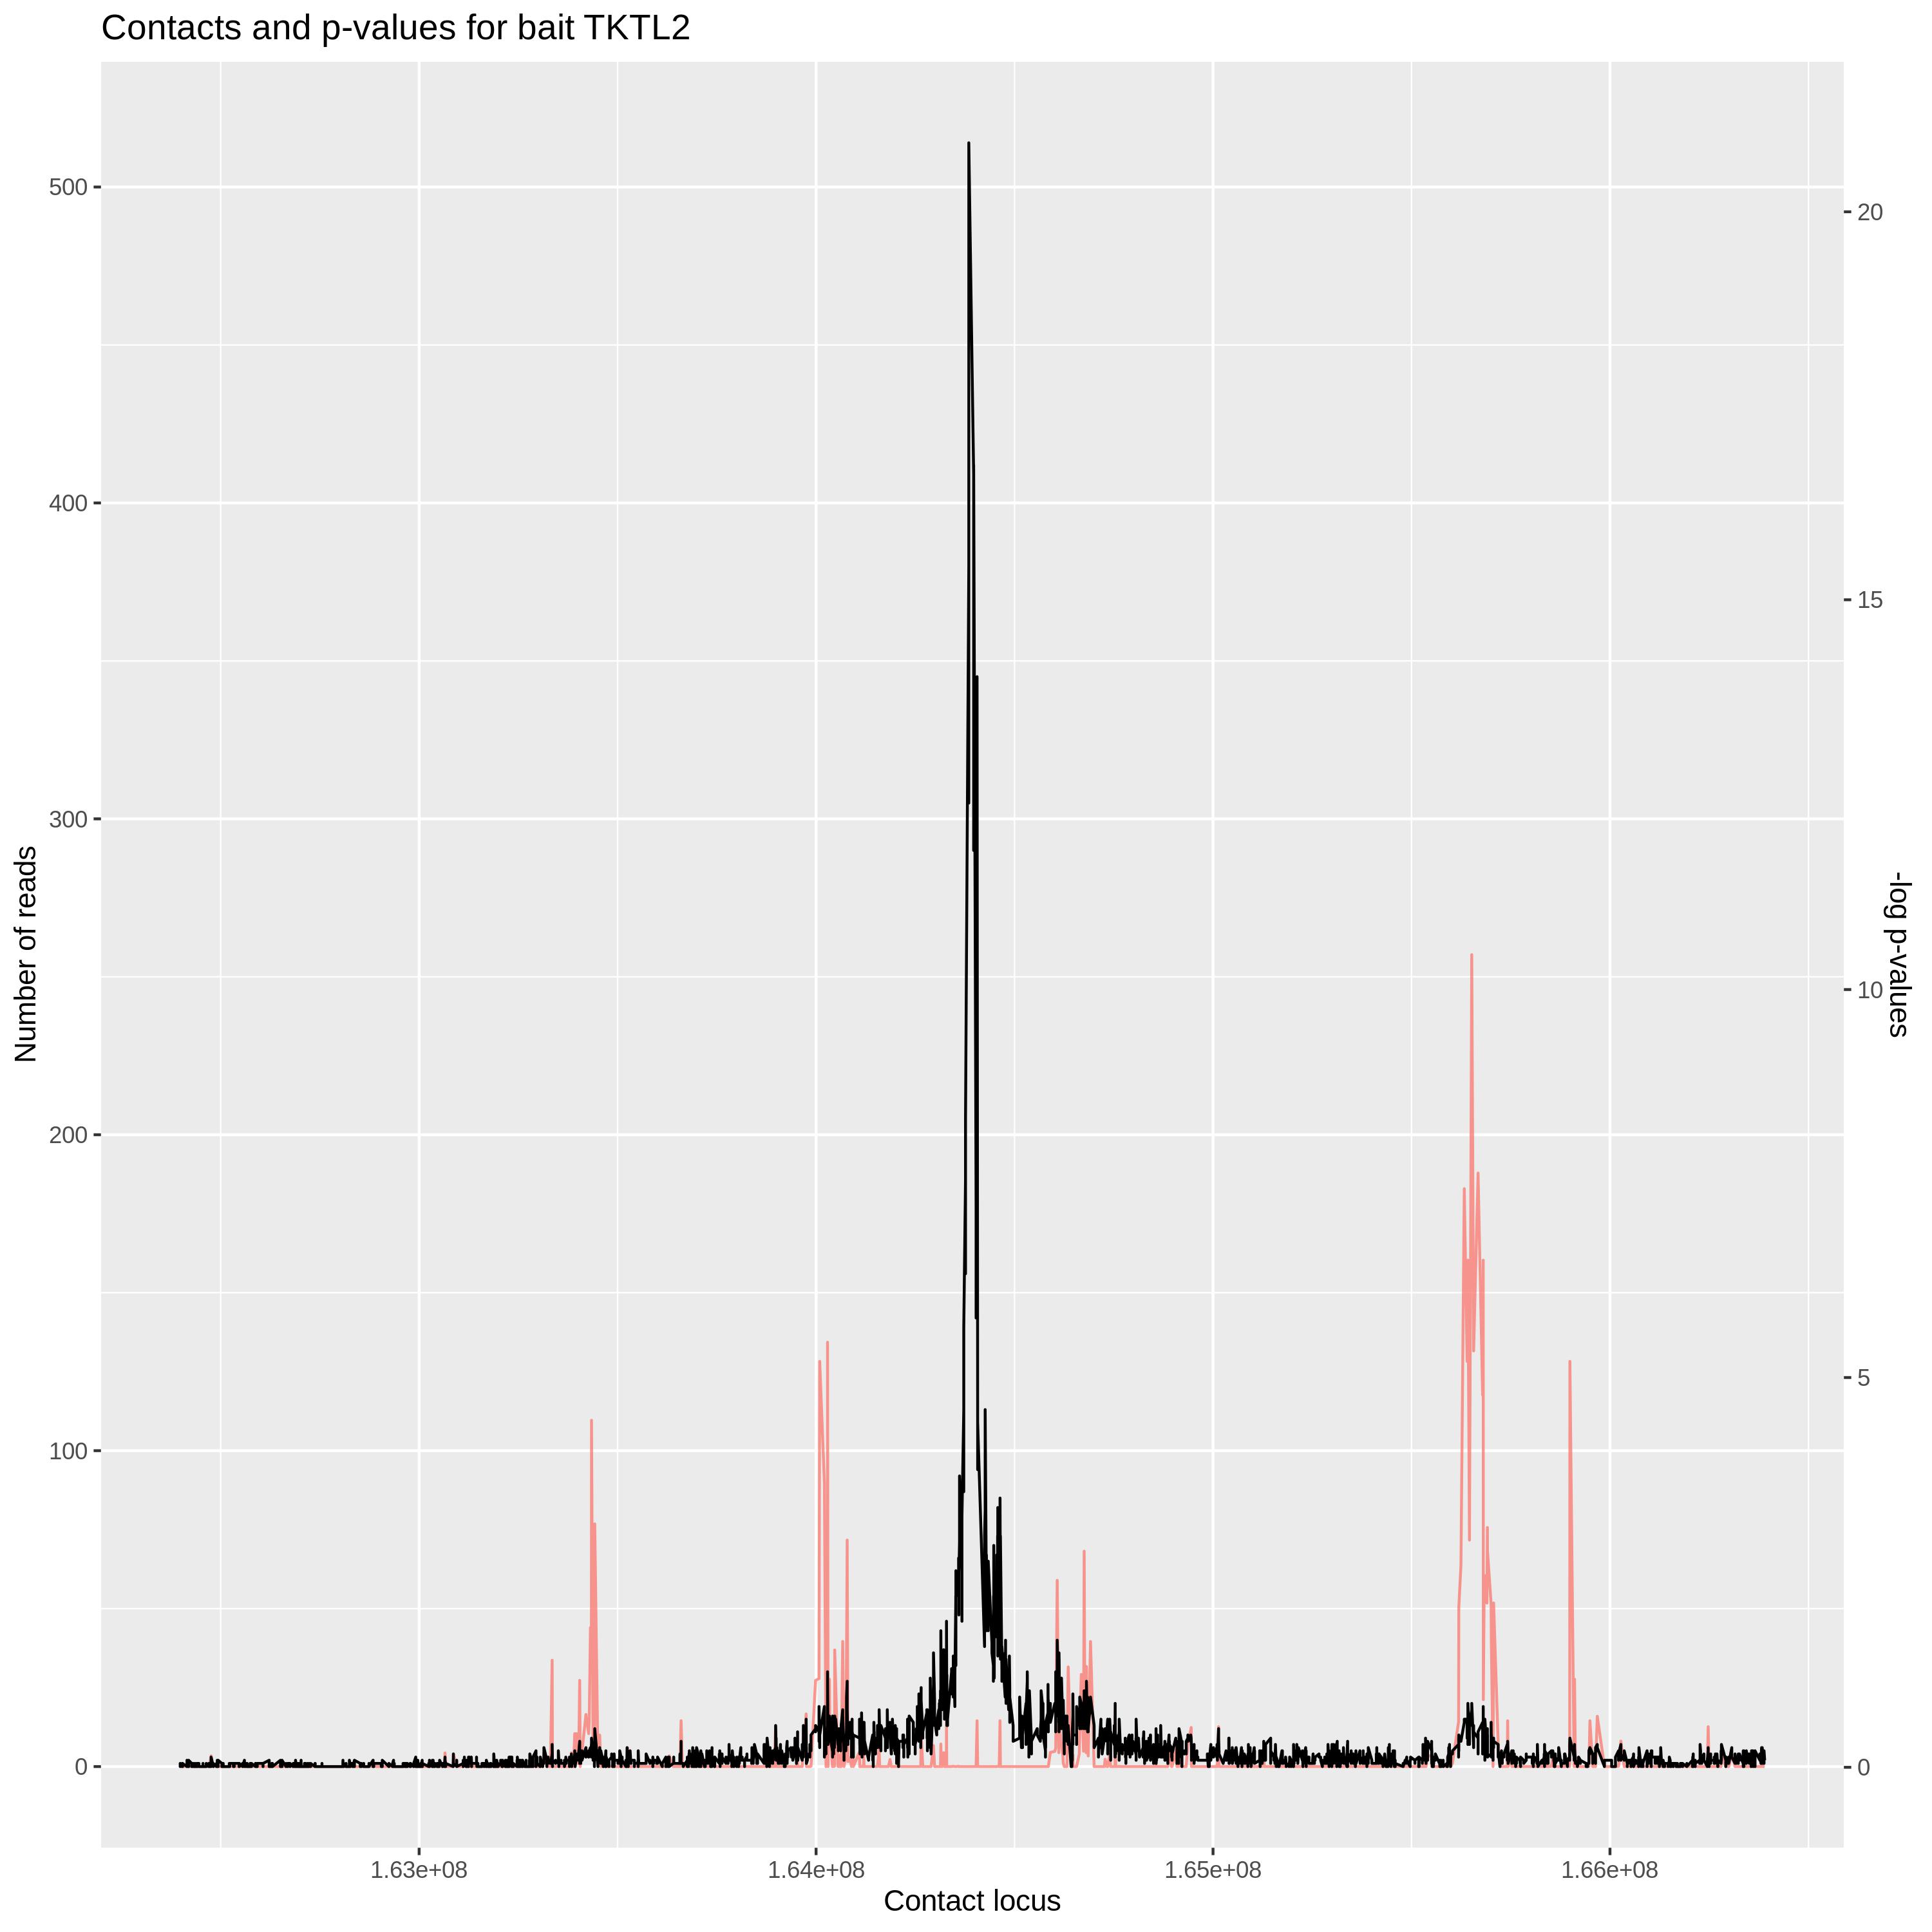 Contacts and p-values for bait TKTL2
500
400
300
200
100
0
Number of reads
20
15
10
5
0
-log p-values
1.63e+08
1.64e+08
1.65e+08
1.66e+08
Contact locus